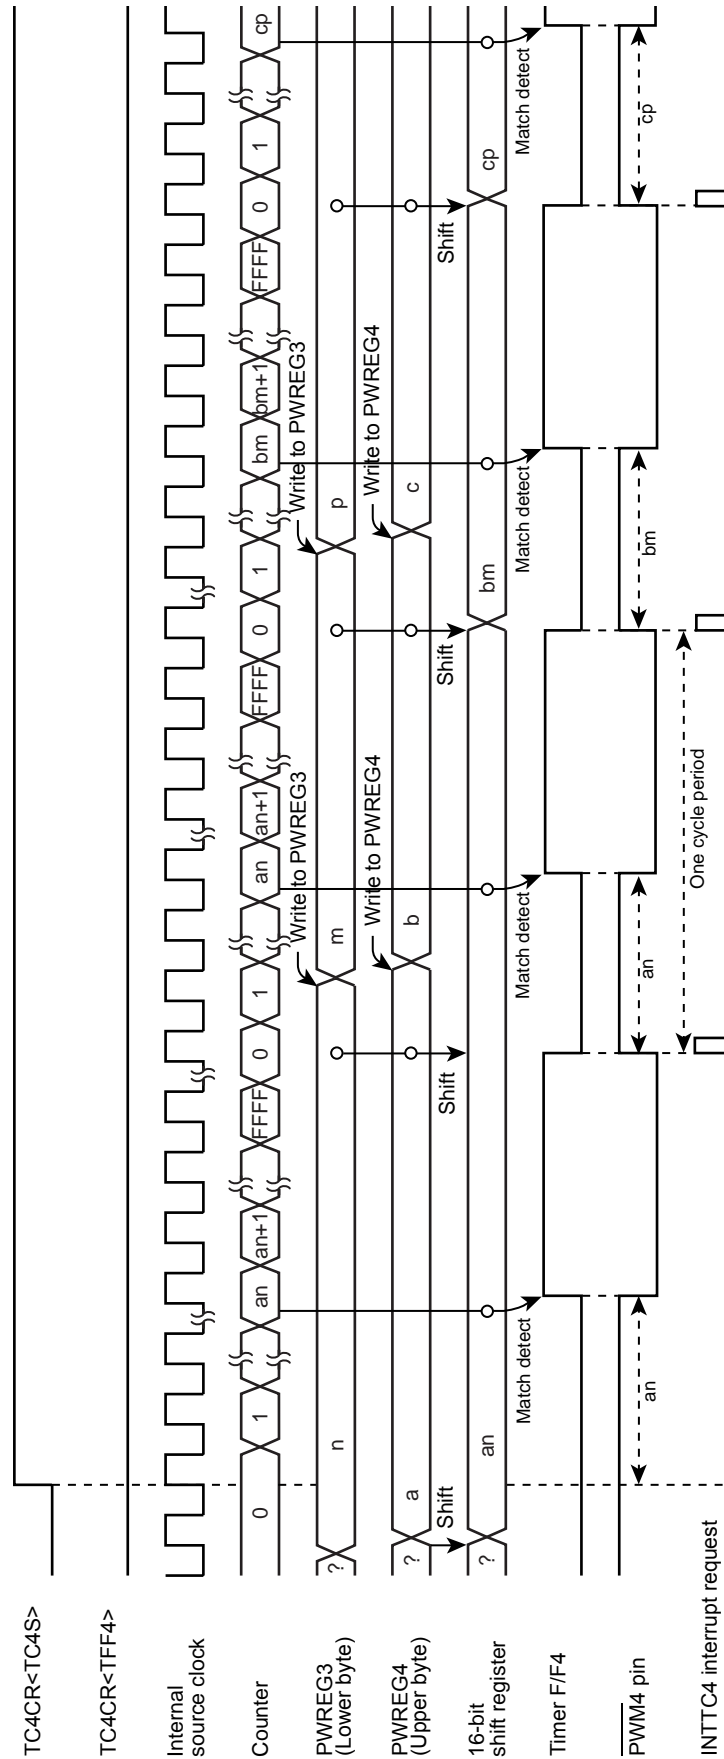 TC4CR<TC4S>
TC4CR<TFF4>
Internal
source clock
Counter
0 1 an an+1 FFFF 0 1 an an+1 FFFF 0 1 bm bm+1 FFFF 0 1 cp
Write to PWREG3
Write to PWREG3
PWREG3
(Lower byte)
? n m p
Write to PWREG4
Write to PWREG4
PWREG4
(Upper byte)
? a b c
Shift
Shift
Shift
Shift
16-bit
shift register
? an bm cp
Match detect
Match detect
Match detect
Match detect
Timer F/F4
PWM4 pin
an an bm cp
One cycle period
INTTC4 interrupt request